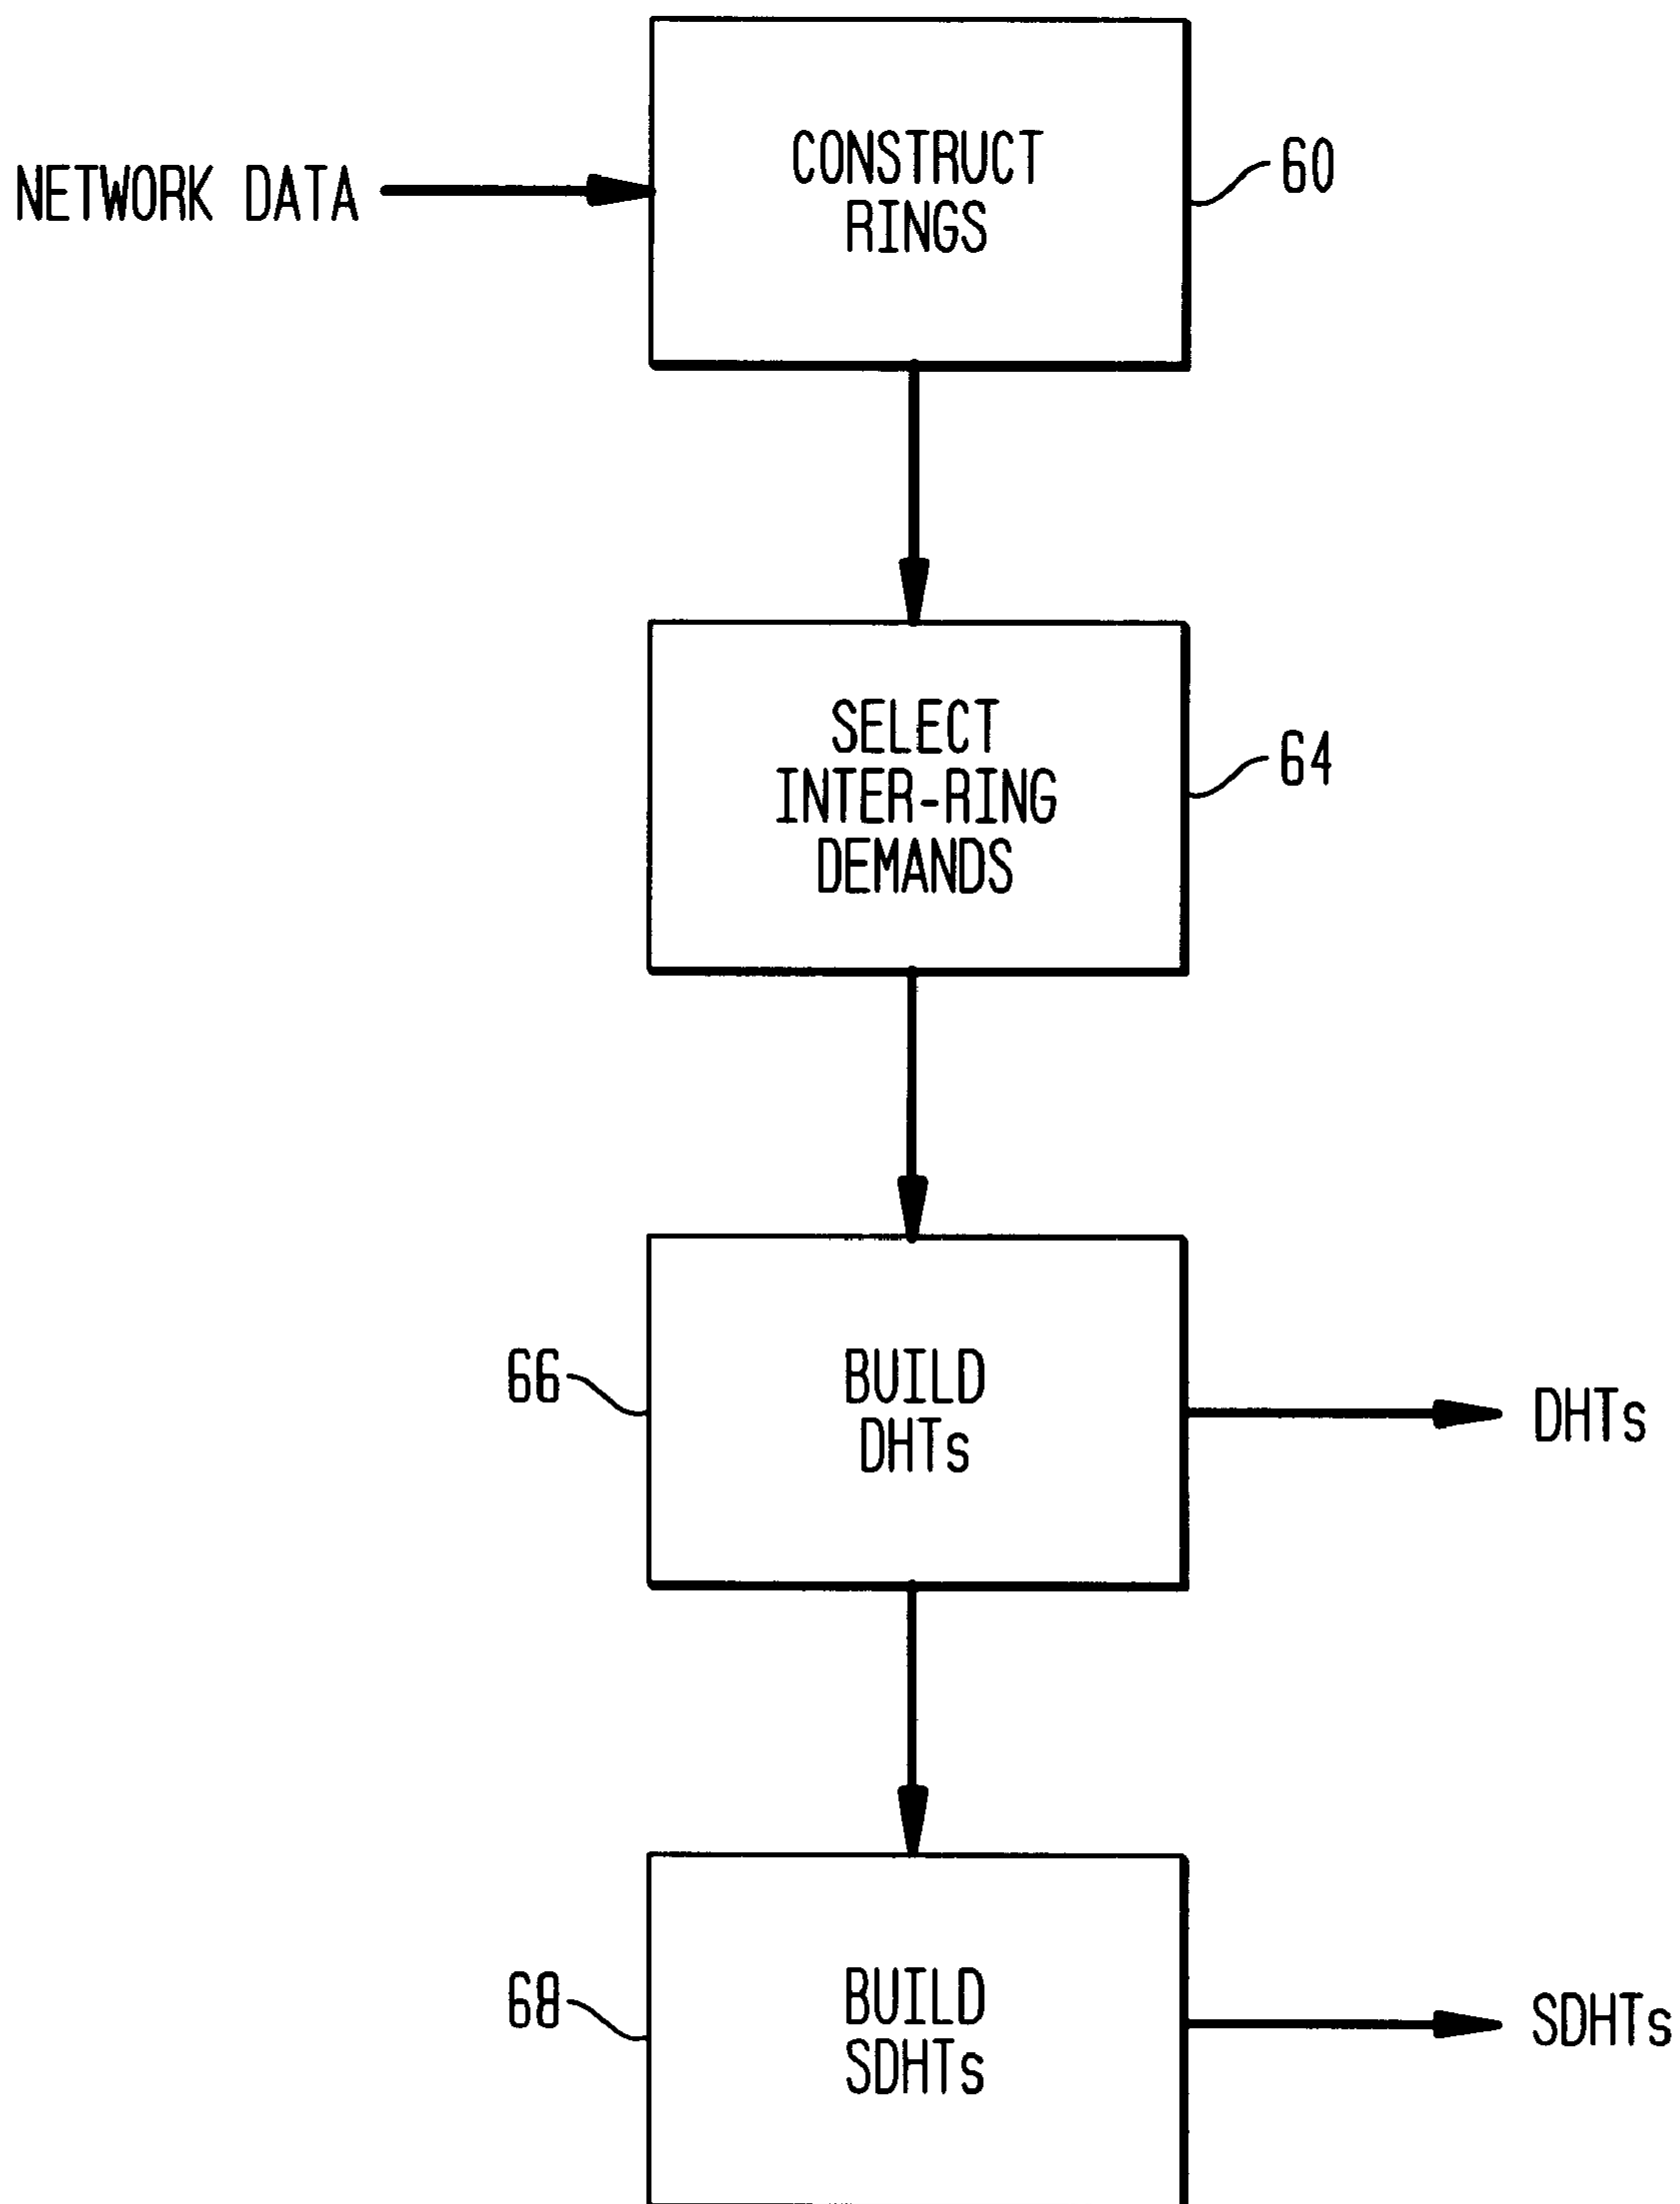 CONSTRUCT
RINGS
60
NETWORK DATA
SELECT
INTER-RING
DEMANDS
64
66
BUILD
DHTs
DHTs
68
BUILD
SDHTs
SDHTs